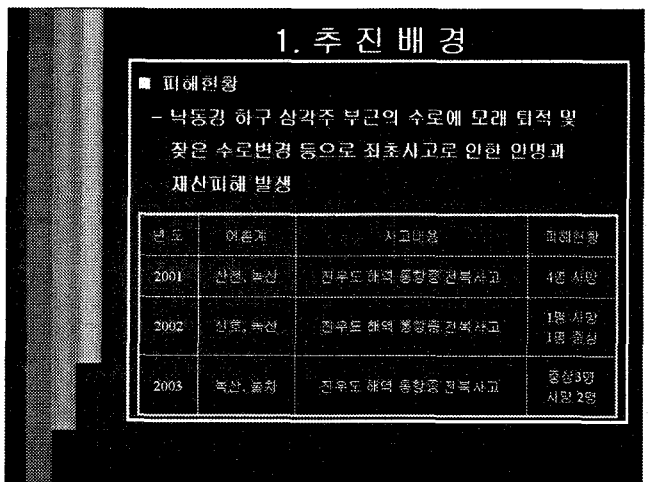 1. 추 진 배 경
■ 피해현황
- 낙동강 하구 삼각주 부근의 수로에 모래 퇴적 및
잦은 수로변경 등으로 좌초사고로 인한 인명과
재산피해 발생
년 도 어촌계 사고내용 피해현황
2001 신전, 녹산 진우도 해역 통항중 전복사고 4명 사망
2002 신호, 녹산 진우도 해역 통항중 전복사고 1명 사망
1명 중상
2003 녹산, 진우도 해역 통항중 전복사고 중상3명
사망 2명